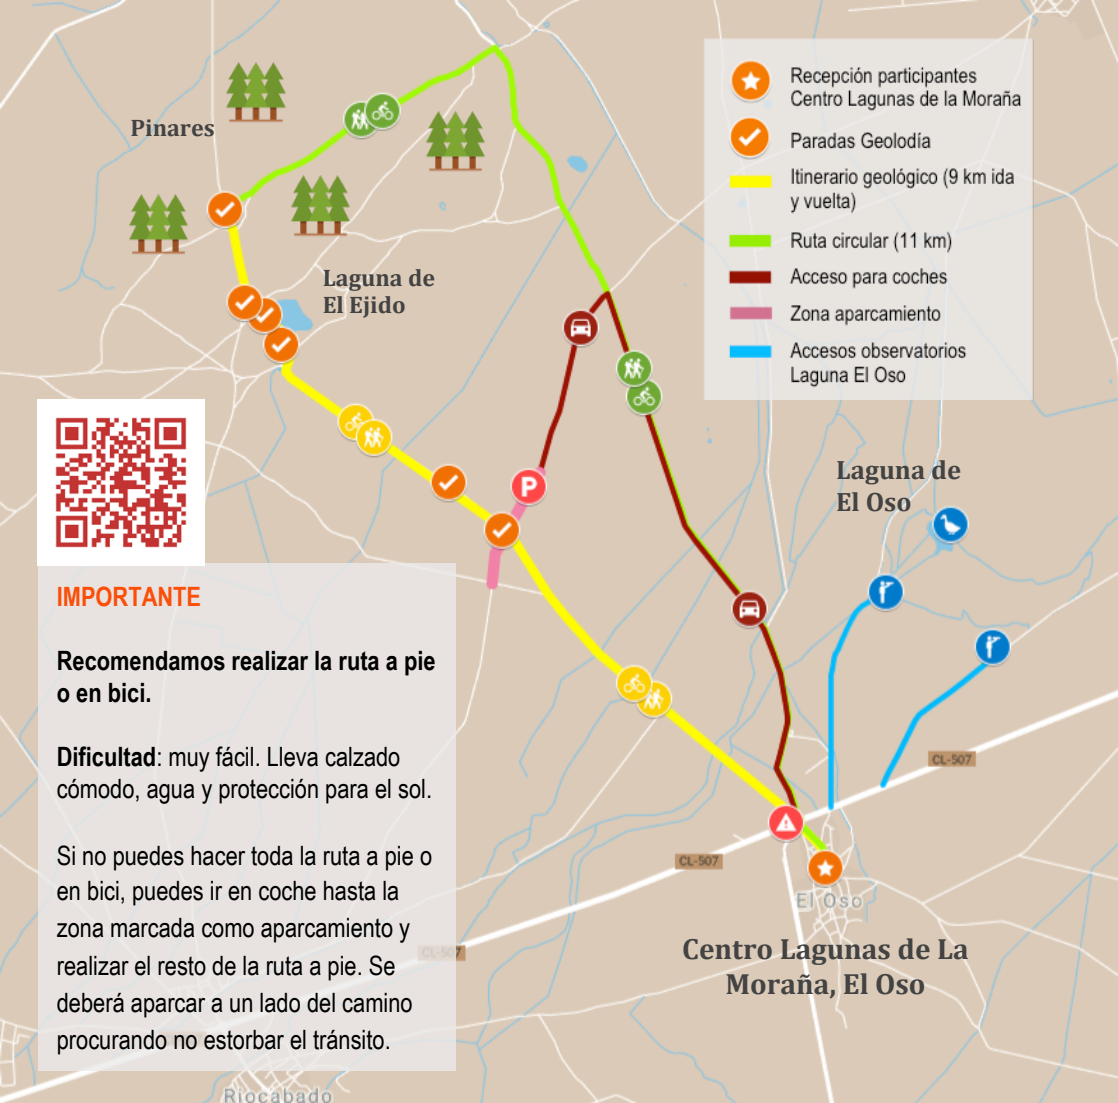 Pinares
Laguna de
El Ejido
Recepción participantes
Centro Lagunas de la Moraña
Paradas Geolodía
Itinerario geológico (9 km ida
y vuelta)
Ruta circular (11 km)
Acceso para coches
Zona aparcamiento
Accesos observatorios
Laguna El Oso
P
Laguna de
El Oso
IMPORTANTE
Recomendamos realizar la ruta a pie
o en bici.
Dificultad: muy fácil. Lleva calzado
cómodo, agua y protección para el sol.
Si no puedes hacer toda la ruta a pie o
en bici, puedes ir en coche hasta la
zona marcada como aparcamiento y
realizar el resto de la ruta a pie. Se
deberá aparcar a un lado del camino
procurando no estorbar el tránsito.
CL-507
CL-507
CL-507
El Oso
Centro Lagunas de La
Moraña, El Oso
Riocabado